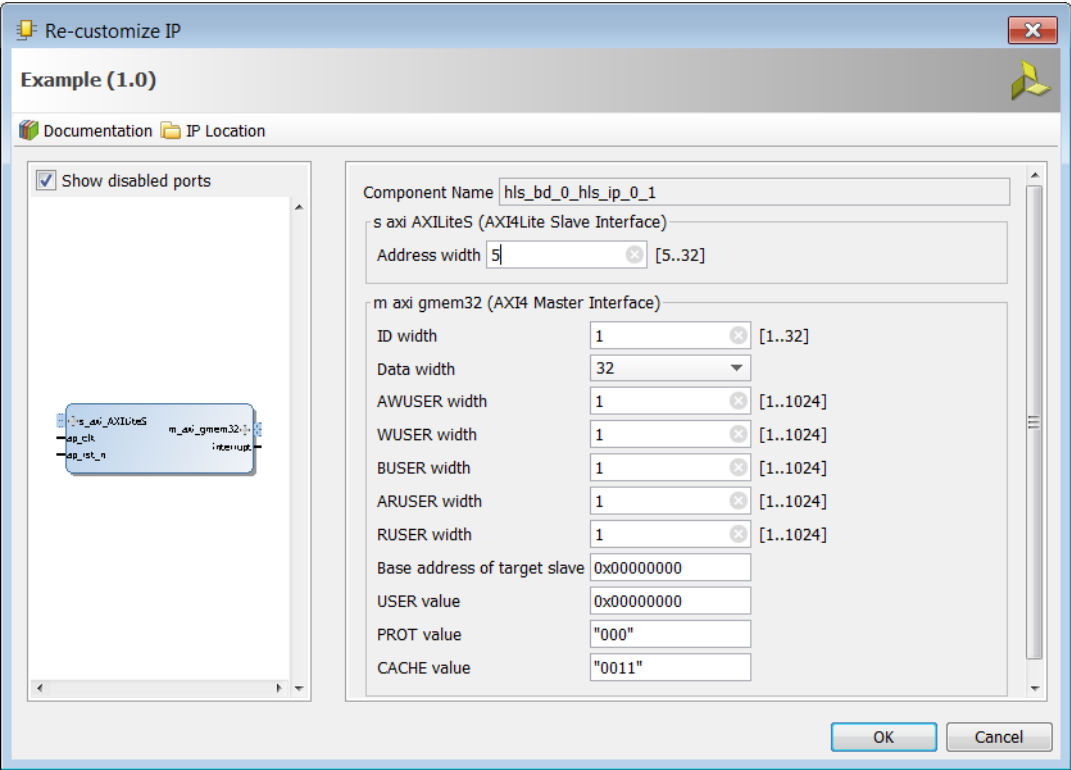 Re-customize IP
Example (1.0)
Documentation IP Location
Show disabled ports
s_axi_AXILiteS
ap_clk
ap_rst_n
m_axi_gmem32
interrupt
Component Name hls_bd_0_hls_ip_0_1
s axi AXILiteS (AXI4Lite Slave Interface)
Address width 5 [5..32]
m axi gmem32 (AXI4 Master Interface)
ID width 1 [1..32]
Data width 32
AWUSER width 1 [1..1024]
WUSER width 1 [1..1024]
BUSER width 1 [1..1024]
ARUSER width 1 [1..1024]
RUSER width 1 [1..1024]
Base address of target slave 0x00000000
USER value 0x00000000
PROT value "000"
CACHE value "0011"
OK Cancel